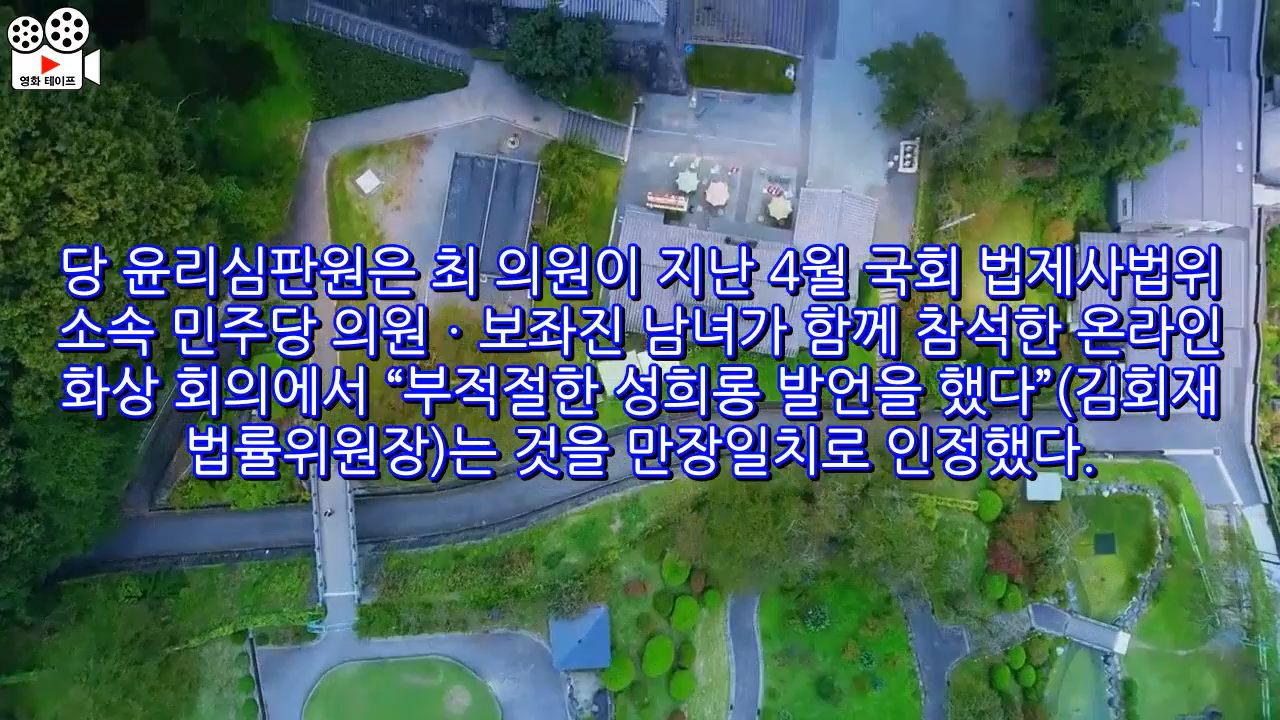 영화 테이프
당 윤리심판원은 최 의원이 지난 4월 국회 법제사법위
소속 민주당 의원·보좌진 남녀가 함께 참석한 온라인
화상 회의에서 “부적절한 성희롱 발언을 했다”(김회재
법률위원장)는 것을 만장일치로 인정했다.